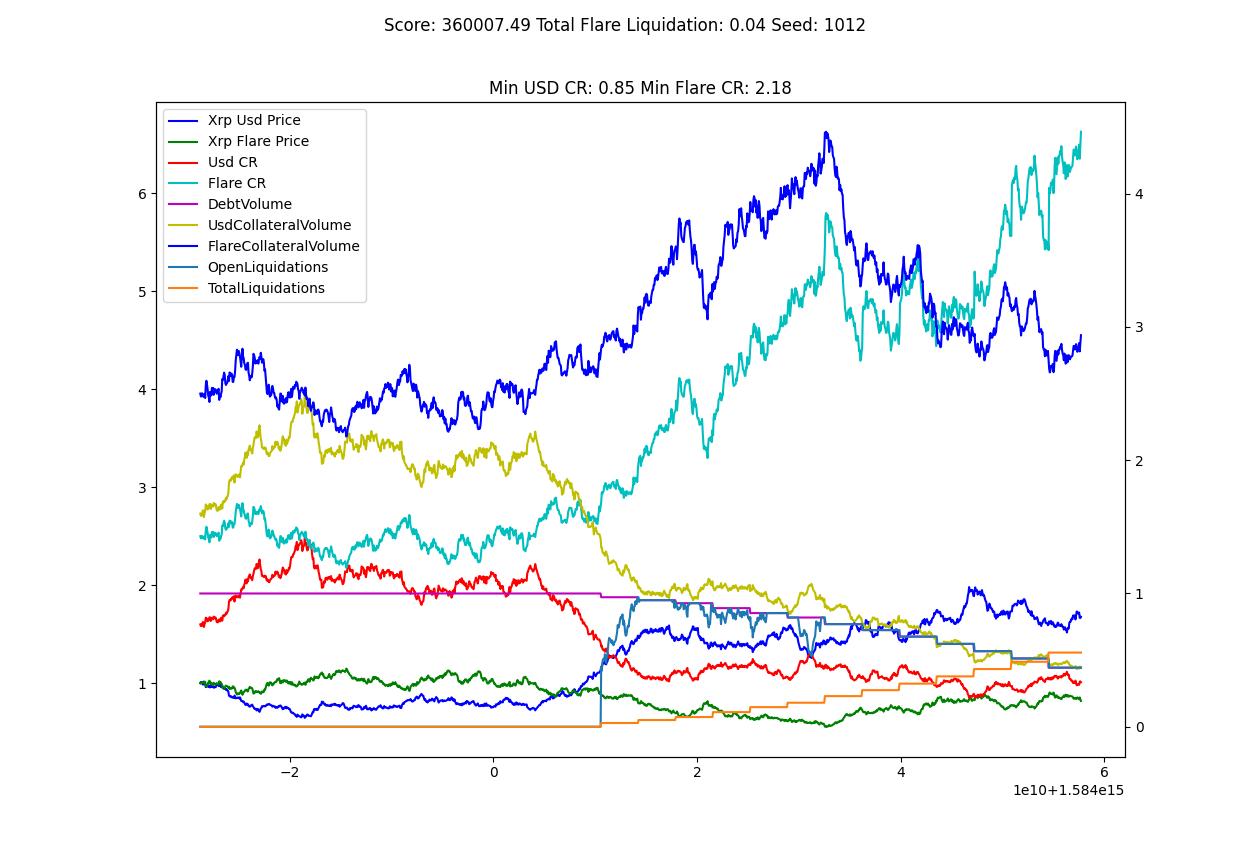 Score: 360007.49 Total Flare Liquidation: 0.04 Seed: 1012
Min USD CR: 0.85 Min Flare CR: 2.18
Xrp Usd Price
Xrp Flare Price
Usd CR
Flare CR
DebtVolume
UsdCollateralVolume
FlareCollateralVolume
OpenLiquidations
TotalLiquidations
6
5
4
3
2
1
4
3
2
1
0
−2
0
2
4
6
1e10+1.584e15